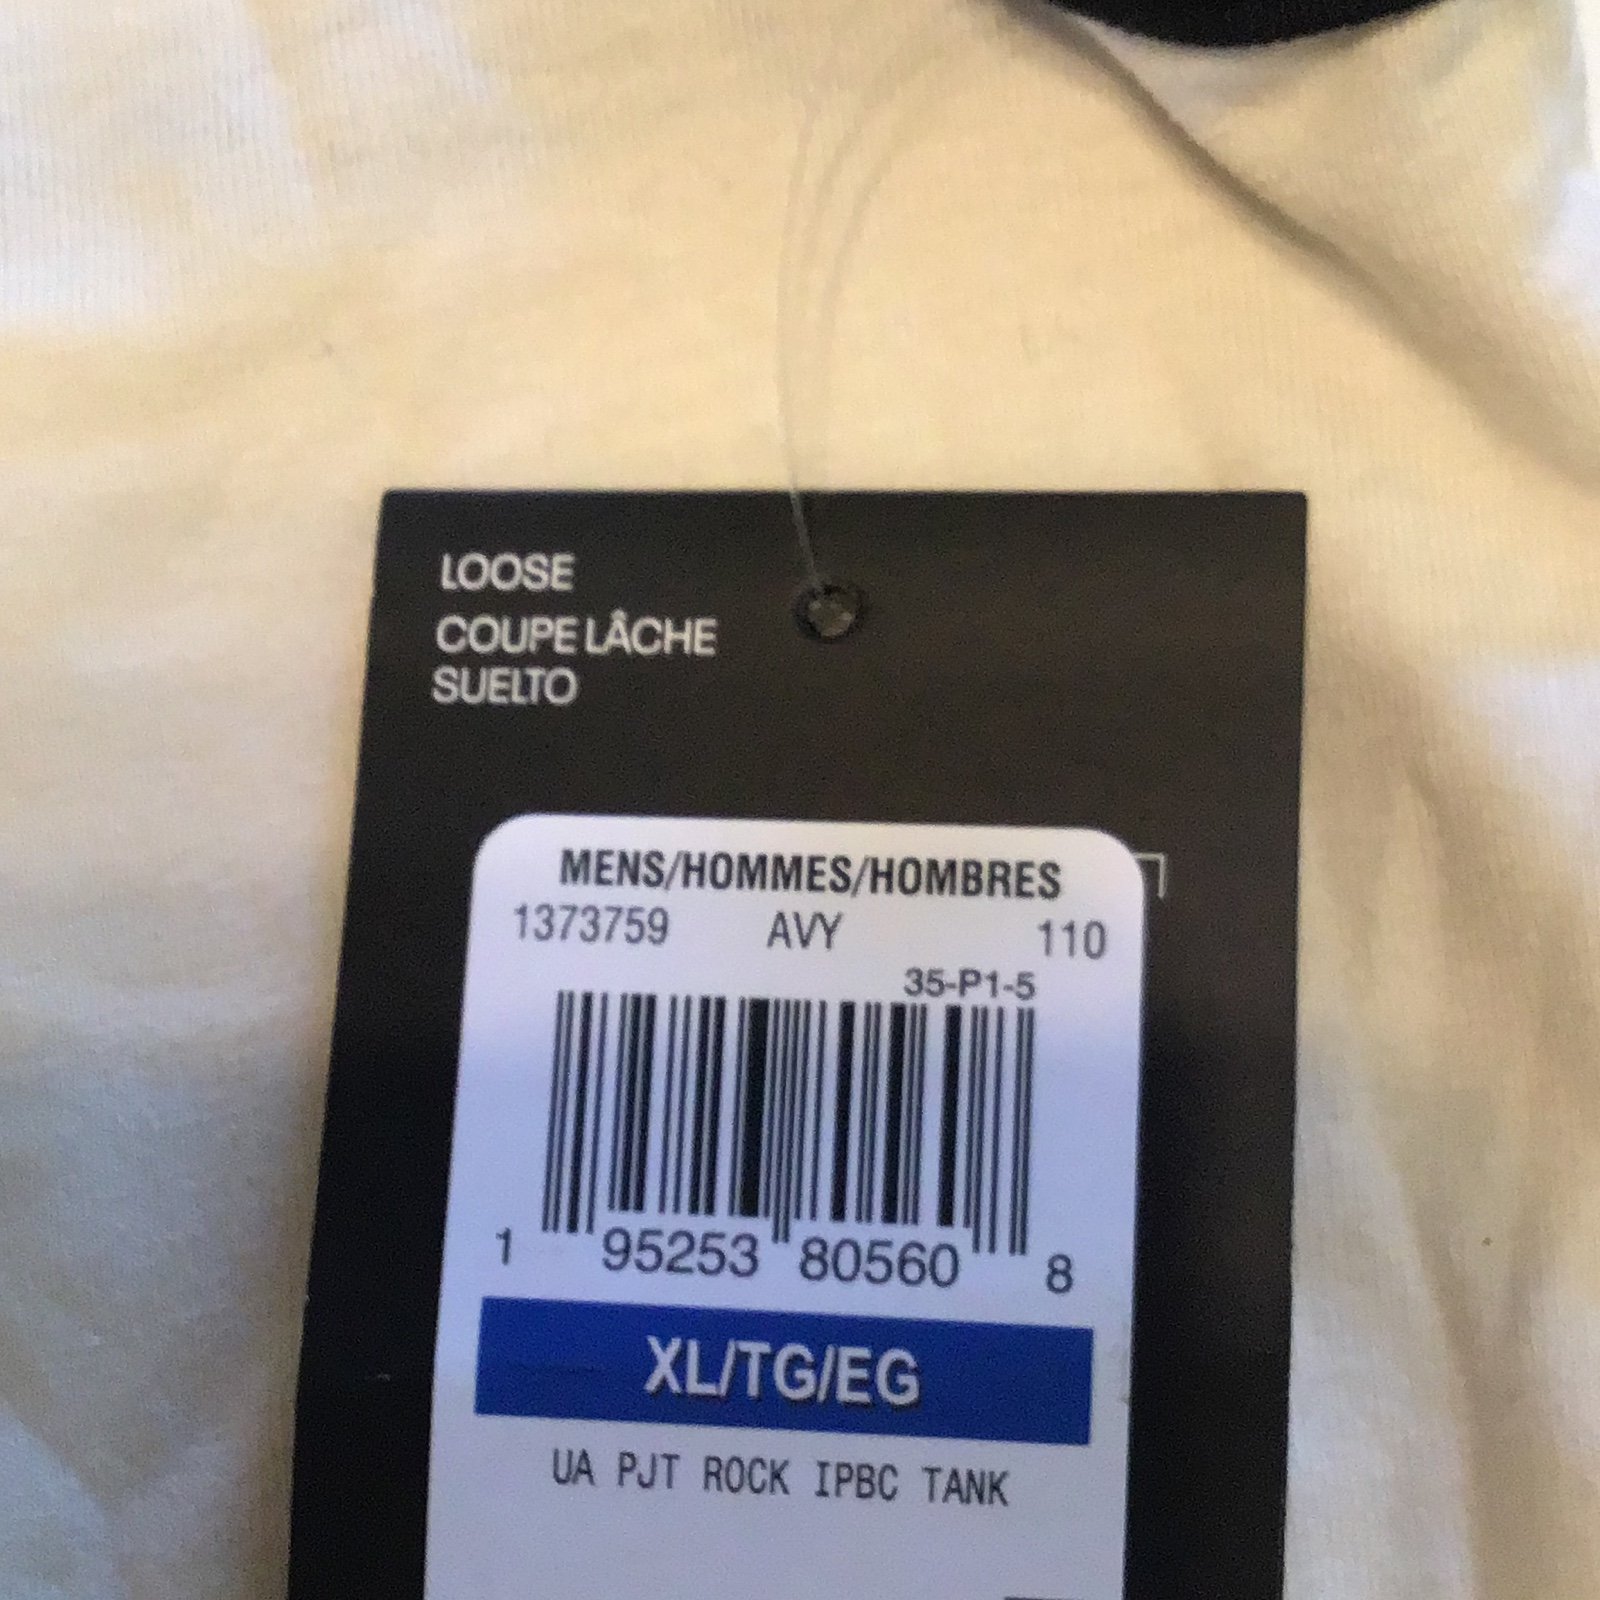 LOOSE
COUPE LÂCHE
SUELTO
MENS/HOMMES/HOMBRES
1373759 AVY 110
35-P1-5
1 95253 80560 8
XL/TG/EG
UA PJT ROCK IPBC TANK